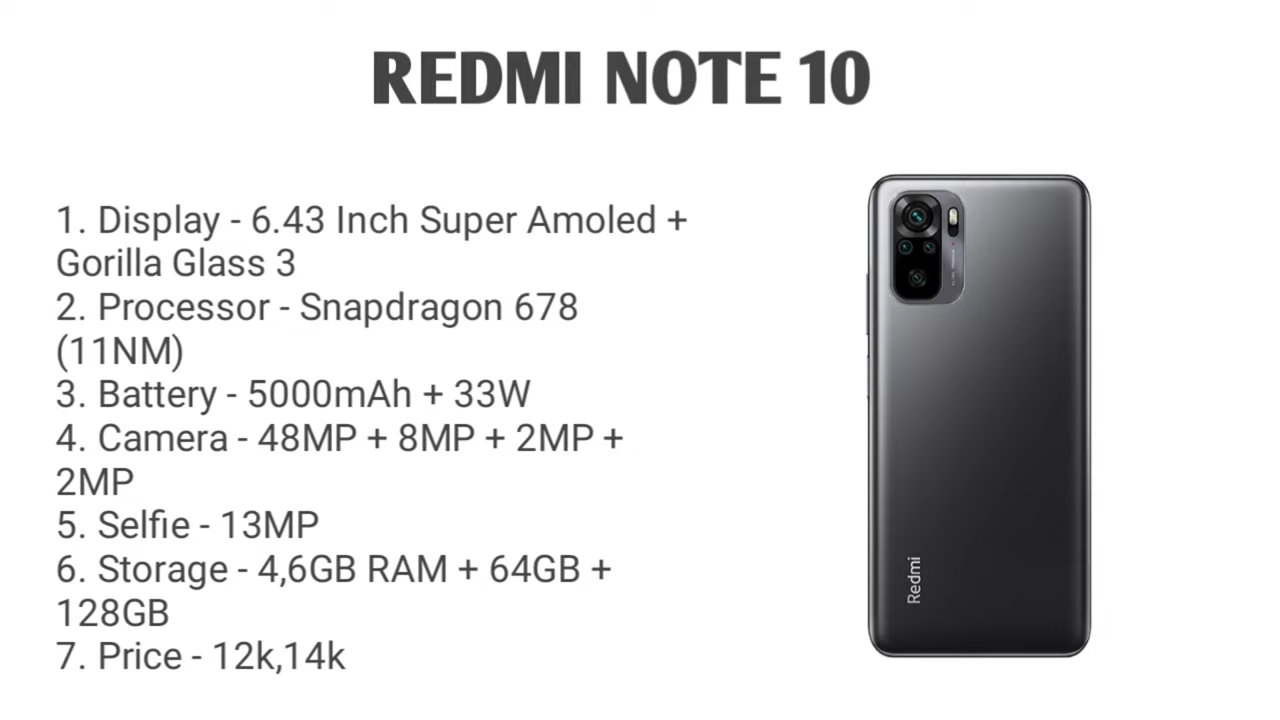 REDMI NOTE 10
1. Display - 6.43 Inch Super Amoled +
Gorilla Glass 3
2. Processor - Snapdragon 678
(11NM)
3. Battery - 5000mAh + 33W
4. Camera - 48MP + 8MP + 2MP +
2MP
5. Selfie - 13MP
6. Storage - 4,6GB RAM + 64GB +
128GB
7. Price - 12k,14k
Redmi